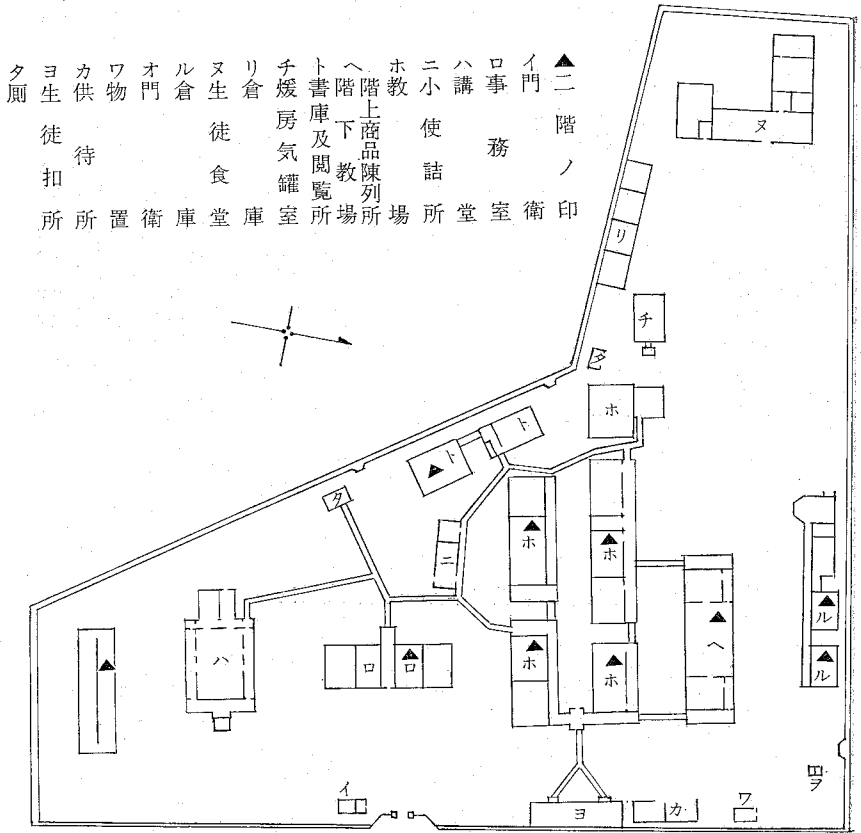 ▲二階ノ印
イ門衛
ロ事務室
ハ講堂
ニ小使詰所
ホ教場
ヘ階上商品陳列所
階下教場
ト書庫及閲覧所
チ煖房気罐室
リ倉庫
ヌ生徒食堂
ル倉庫
オ門衛
ワ物置
カ供待所
ヨ生徒扣所
タ厠
ヌ
リ
チ
タ
ホ
ト
ト
タ
ニ
ホ
ホ
ル
ヘ
ル
ハ
ロ
ロ
ホ
ホ
ヲ
イ
ヨ
カ
ワ